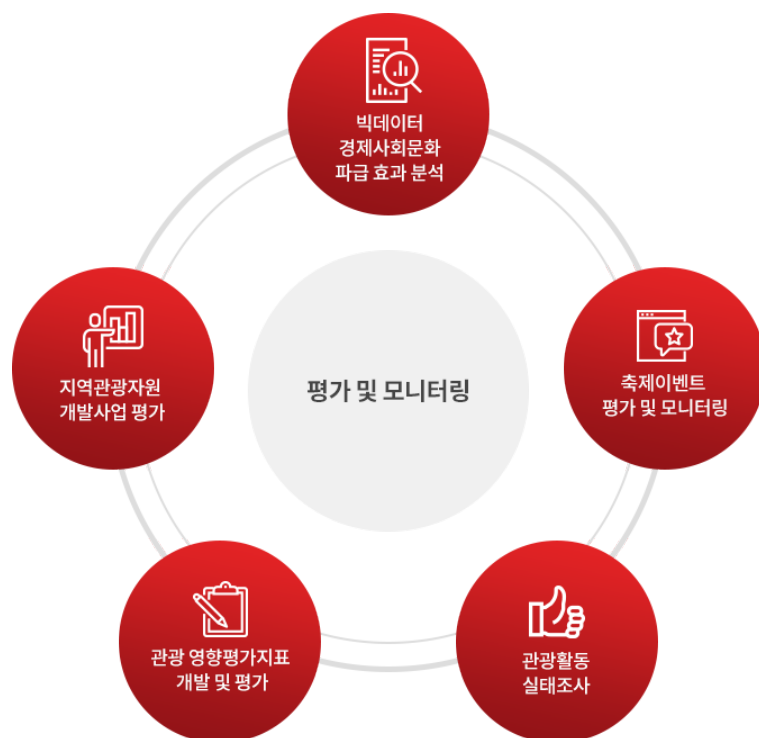 빅데이터
경제사회문화
파급 효과 분석
지역관광자원
개발사업 평가
평가 및 모니터링
축제이벤트
평가 및 모니터링
관광 영향평가지표
개발 및 평가
관광활동
실태조사